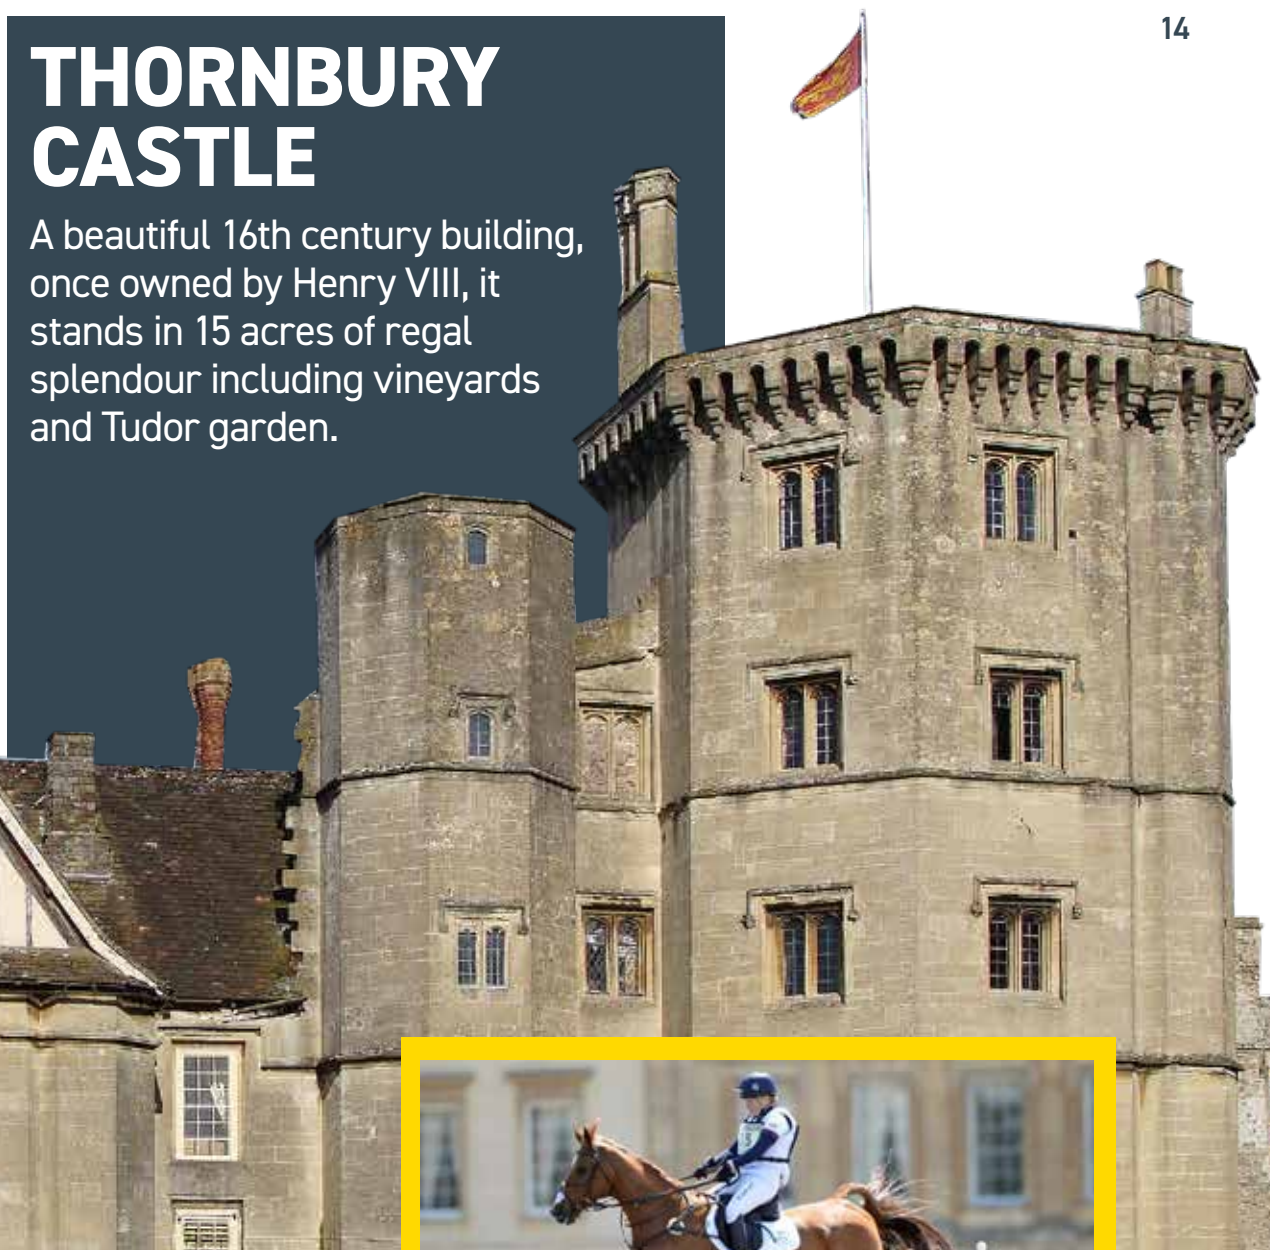 14
THORNBURY
CASTLE
A beautiful 16th century building,
once owned by Henry VIII, it
stands in 15 acres of regal
splendour including vineyards
and Tudor garden.